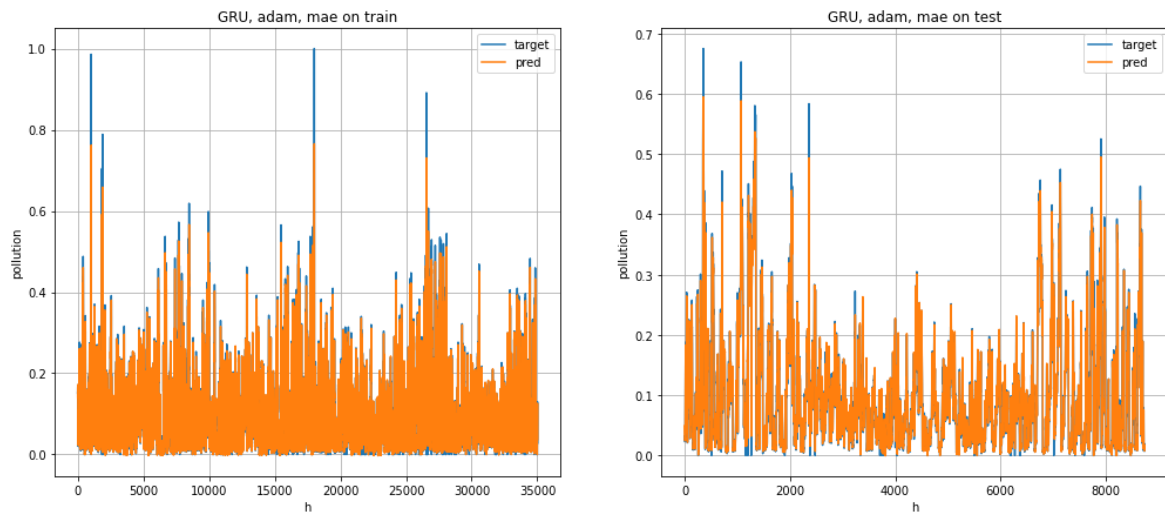 GRU, adam, mae on train
target
pred
pollution
1.0
0.8
0.6
0.4
0.2
0.0
0
5000
10000
15000
20000
25000
30000
35000
h
GRU, adam, mae on test
target
pred
pollution
0.7
0.6
0.5
0.4
0.3
0.2
0.1
0.0
0
2000
4000
6000
8000
h